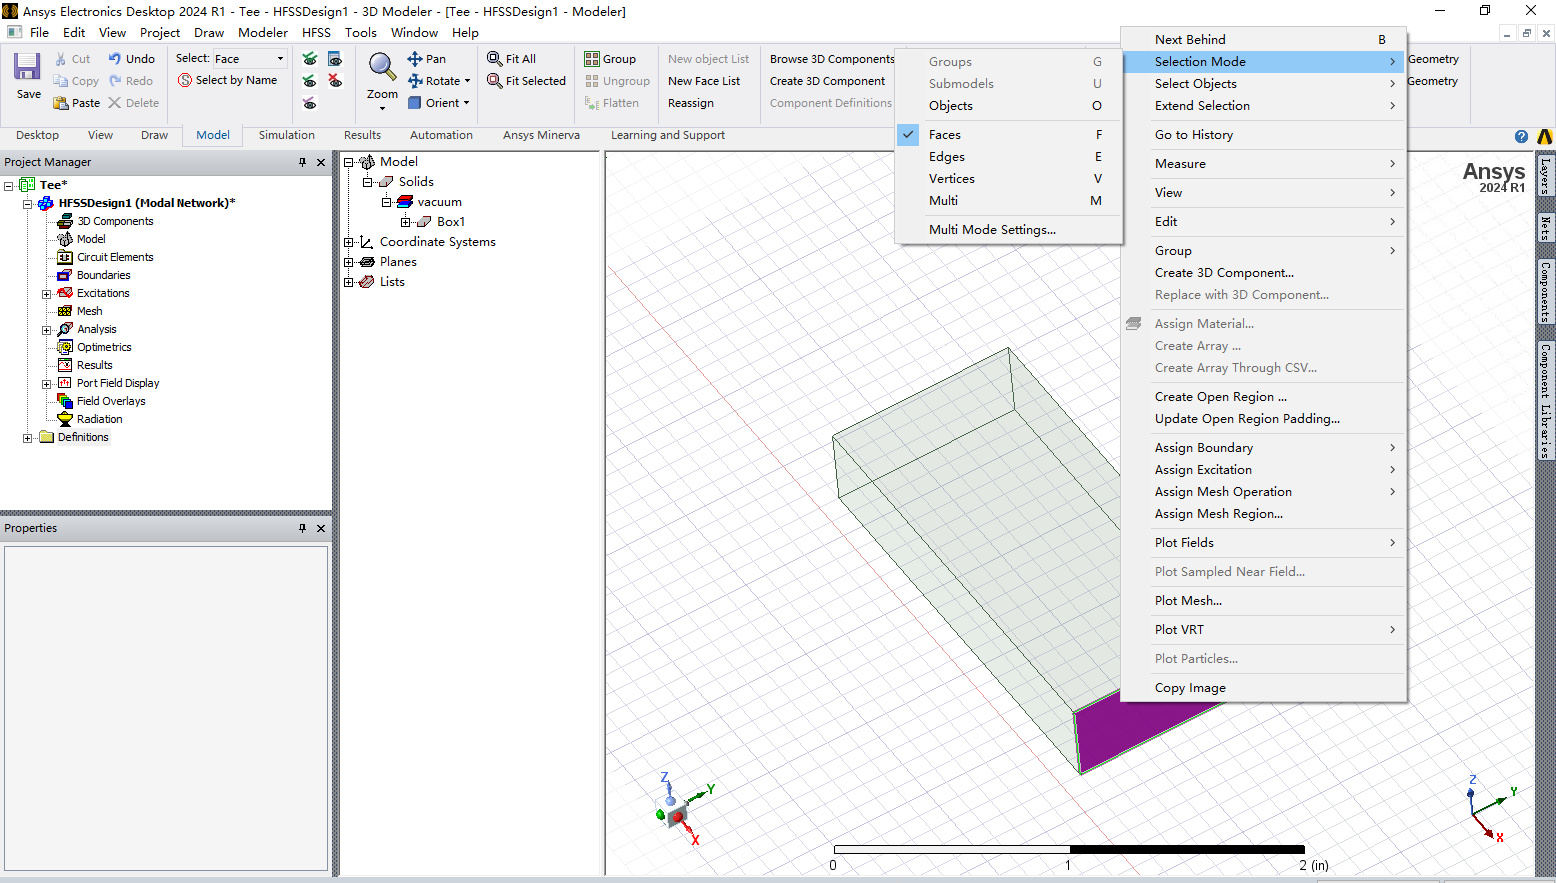 Ansys Electronics Desktop 2024 R1 - Tee - HFSSDesign1 - 3D Modeler - [Tee - HFSSDesign1 - Modeler]
File Edit View Project Draw Modeler HFSS Tools Window Help
Save
Cut
Copy
Paste
Undo
Redo
Delete
Select: Face
Select by Name
Zoom
Pan
Rotate
Orient
Fit All
Fit Selected
Group
Ungroup
Flatten
New object list
New Face List
Reassign
Browse 3D Components
Create 3D Component
Component Definitions
Geometry
Geometry
Desktop View Draw Model Simulation Results Automation Ansys Minerva Learning and Support
Project Manager
Tee*
HFSSDesign1 (Modal Network)*
3D Components
Model
Circuit Elements
Boundaries
Excitations
Mesh
Analysis
Optimetrics
Results
Port Field Display
Field Overlays
Radiation
Definitions
Properties
Model
Solids
vacuum
Box1
Coordinate Systems
Planes
Lists
Groups G
Submodels U
Objects O
Faces F
Edges E
Vertices V
Multi M
Multi Mode Settings...
Next Behind B
Selection Mode
Select Objects
Extend Selection
Go to History
Measure
View
Edit
Group
Create 3D Component...
Replace with 3D Component...
Assign Material...
Create Array ...
Create Array Through CSV...
Create Open Region ...
Update Open Region Padding...
Assign Boundary
Assign Excitation
Assign Mesh Operation
Assign Mesh Region...
Plot Fields
Plot Sampled Near Field...
Plot Mesh...
Plot VRT
Plot Particles...
Copy Image
Ansys
2024 R1
Layers
Nets
Components
Component Libraries
Z
Y
X
Z
Y
X
0 1 2 (in)